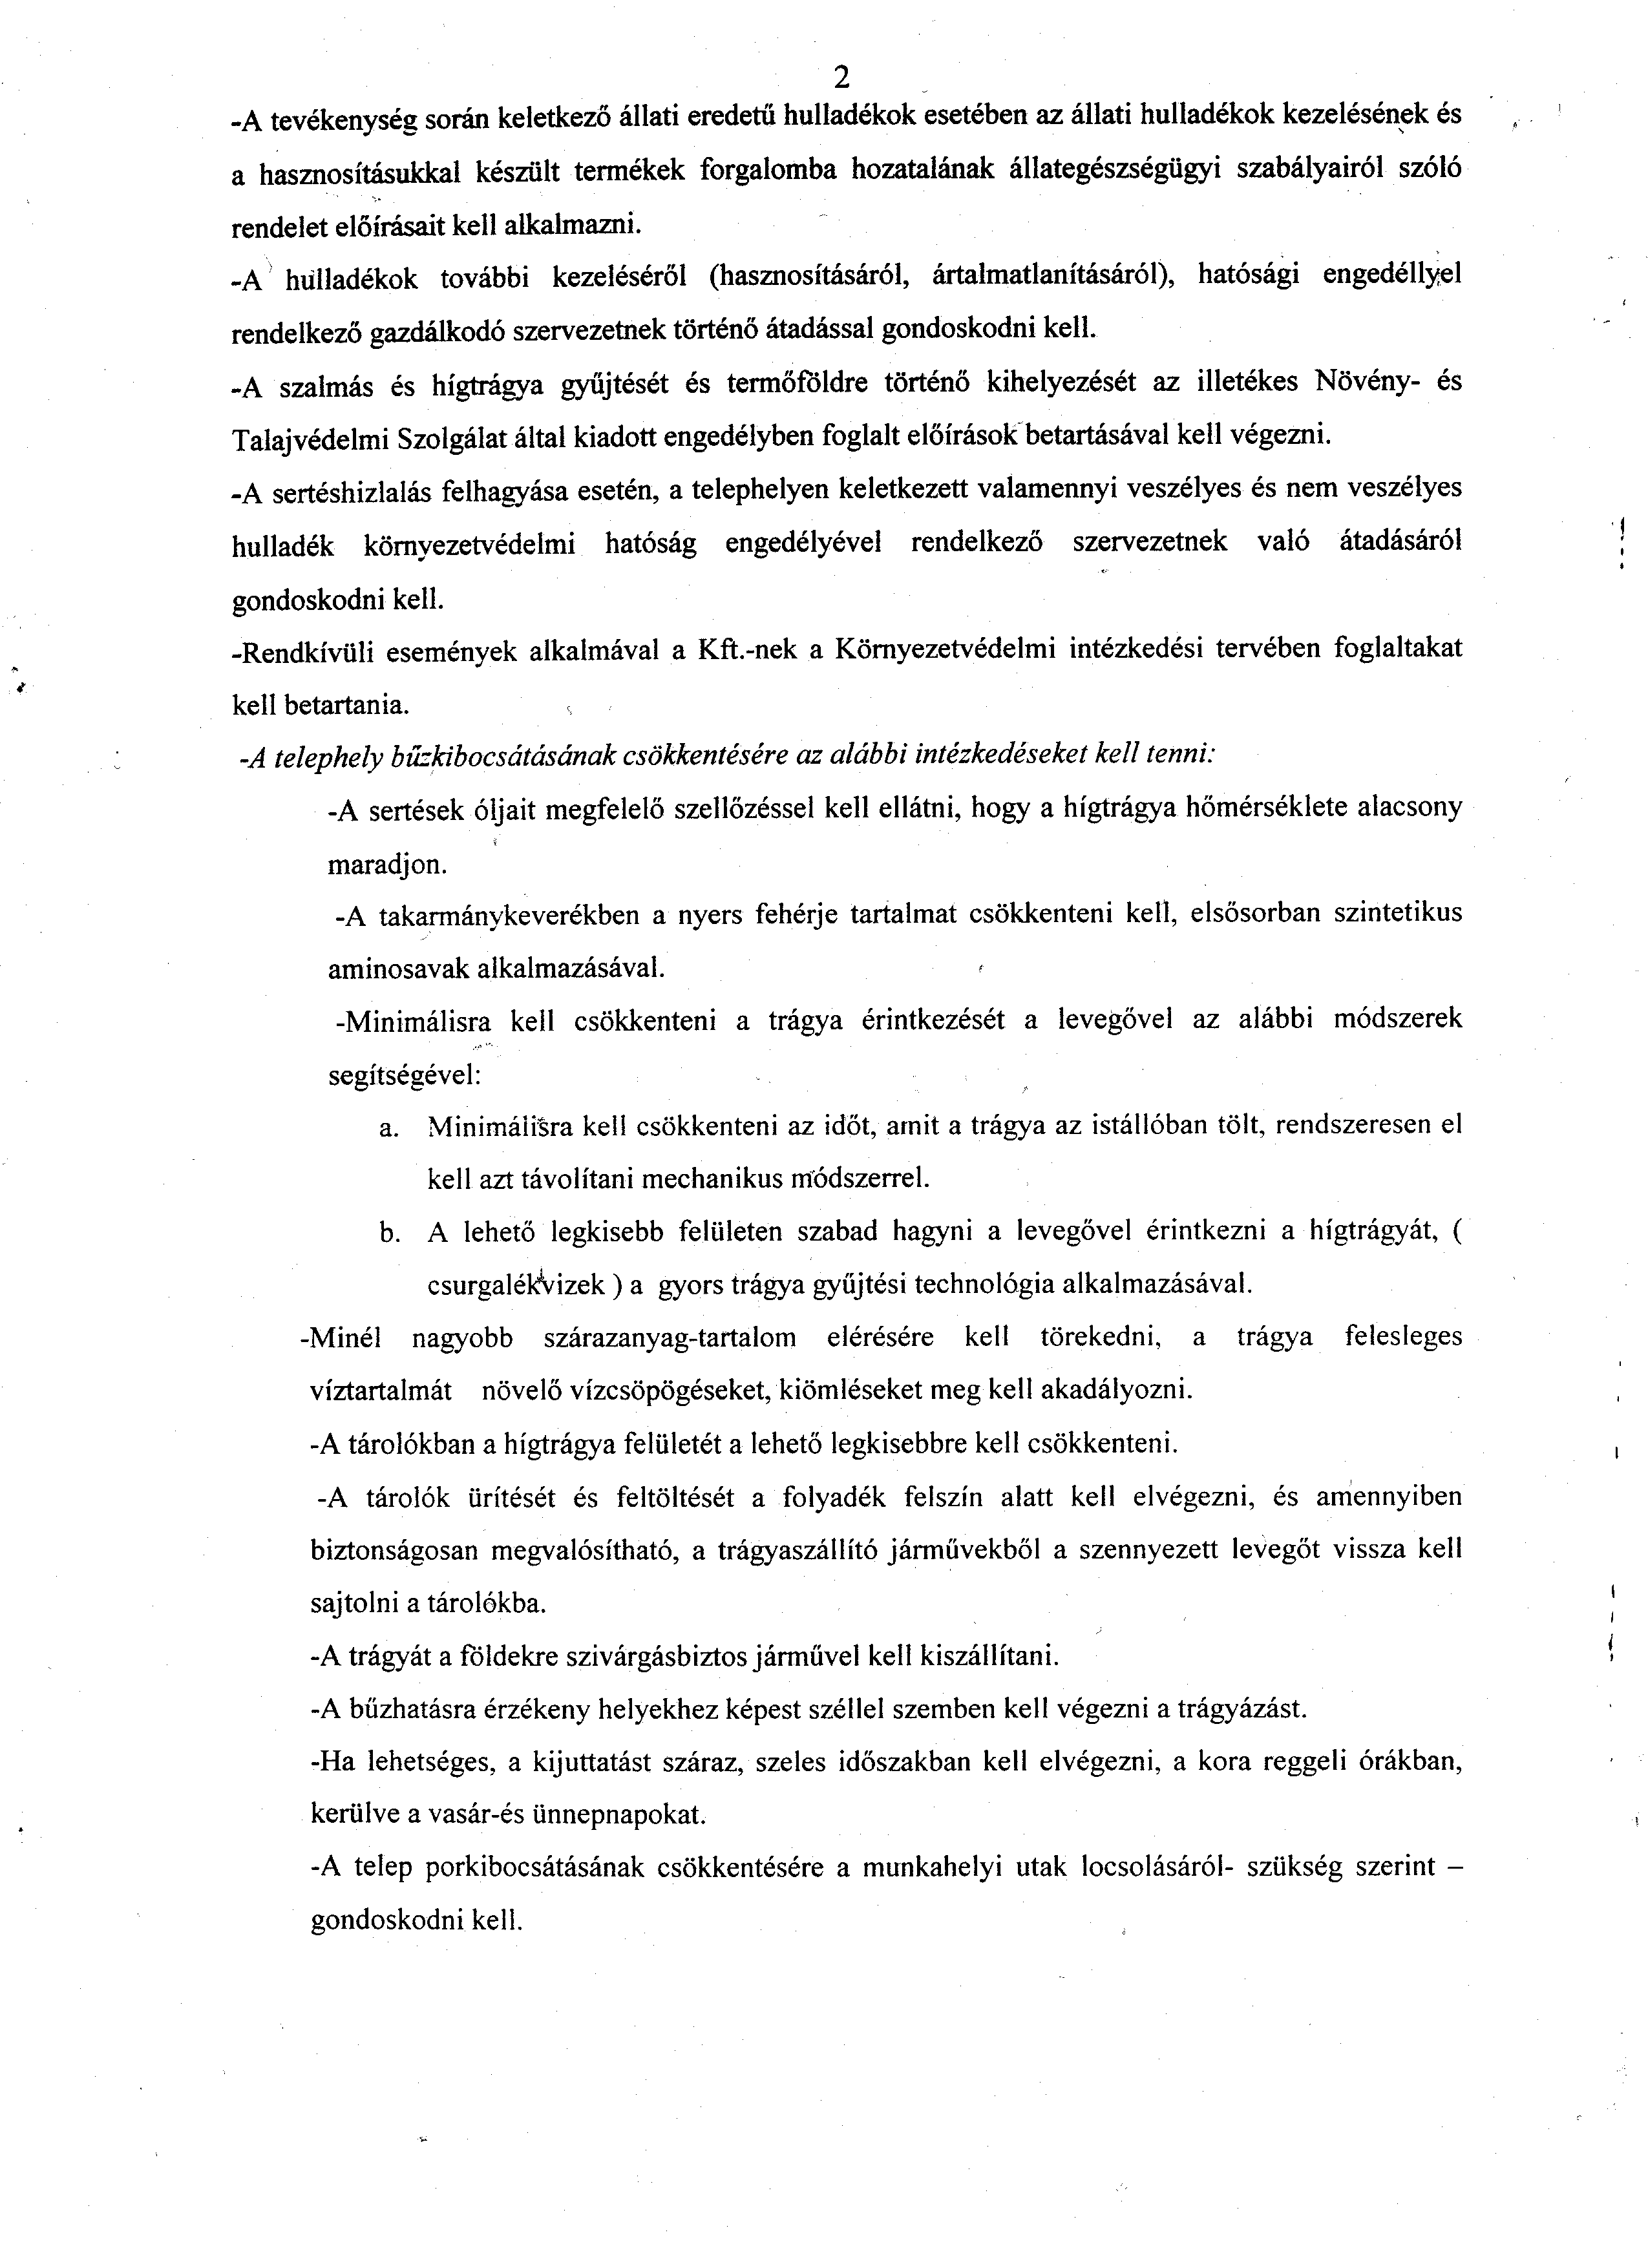 2
-A tevékenység során keletkező állati eredetű hulladékok esetében az állati hulladékok kezelésének és
a hasznosításukkal készült termékek forgalomba hozatalának állategészségügyi szabályairól szóló
rendelet előírásait kell alkalmazni.
-A hulladékok további kezeléséről (hasznosításáról, ártalmatlanításáról), hatósági engedéllyel
rendelkező gazdálkodó szervezetnek történő átadással gondoskodni kell.
-A szalmás és hígtrágya gyűjtését és termőföldre történő kihelyezését az illetékes Növény- és
Talajvédelmi Szolgálat által kiadott engedélyben foglalt előírások betartásával kell végezni.
-A sertéshizlalás felhagyása esetén, a telephelyen keletkezett valamennyi veszélyes és nem veszélyes
hulladék környezetvédelmi hatóság engedélyével rendelkező szervezetnek való átadásáról
gondoskodni kell.
-Rendkívüli események alkalmával a Kft.-nek a Környezetvédelmi intézkedési tervében foglaltakat
kell betartania.
-A telephely bűzkibocsátásának csökkentésére az alábbi intézkedéseket kell tenni:
-A sertések óljait megfelelő szellőzéssel kell ellátni, hogy a hígtrágya hőmérséklete alacsony
maradjon.
-A takarmánykeverékben a nyers fehérje tartalmat csökkenteni kell, elsősorban szintetikus
aminosavak alkalmazásával.
-Minimálisra kell csökkenteni a trágya érintkezését a levegővel az alábbi módszerek
segítségével:
a. Minimálisra kell csökkenteni az időt, amit a trágya az istállóban tölt, rendszeresen el
kell azt távolítani mechanikus módszerrel.
b. A lehető legkisebb felületen szabad hagyni a levegővel érintkezni a hígtrágyát, (
csurgalékvizek ) a gyors trágya gyűjtési technológia alkalmazásával.
-Minél nagyobb szárazanyag-tartalom elérésére kell törekedni, a trágya felesleges
víztartalmát növelő vízcsöpögéseket, kiömléseket meg kell akadályozni.
-A tárolókban a hígtrágya felületét a lehető legkisebbre kell csökkenteni.
-A tárolók ürítését és feltöltését a folyadék felszín alatt kell elvégezni, és amennyiben
biztonságosan megvalósítható, a trágyaszállító járművekből a szennyezett levegőt vissza kell
sajtolni a tárolókba.
-A trágyát a földekre szivárgásbiztos járművel kell kiszállítani.
-A bűzhatásra érzékeny helyekhez képest széllel szemben kell végezni a trágyázást.
-Ha lehetséges, a kijuttatást száraz, szeles időszakban kell elvégezni, a kora reggeli órákban,
kerülve a vasár-és ünnepnapokat.
-A telep porkibocsátásának csökkentésére a munkahelyi utak locsolásáról- szükség szerint –
gondoskodni kell.